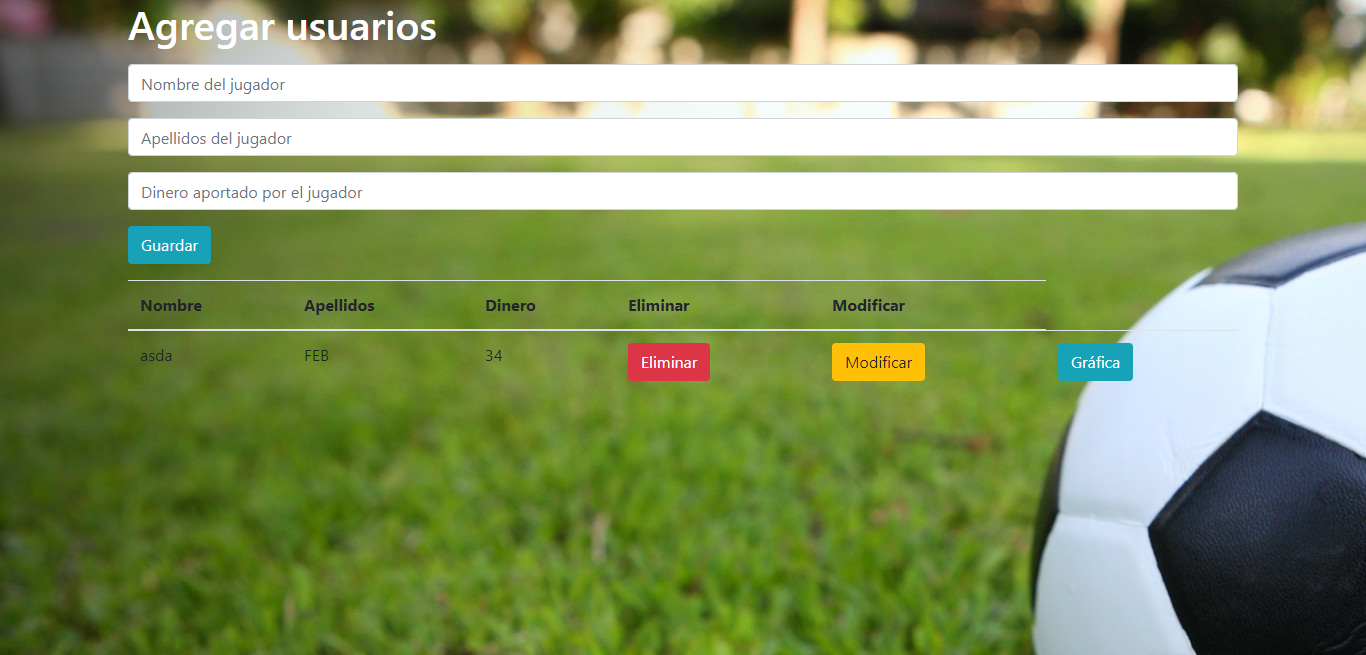 Agregar usuarios
Nombre del jugador
Apellidos del jugador
Dinero aportado por el jugador
Guardar
Nombre Apellidos Dinero Eliminar Modificar
asda FEB 34 Eliminar Modificar Gráfica